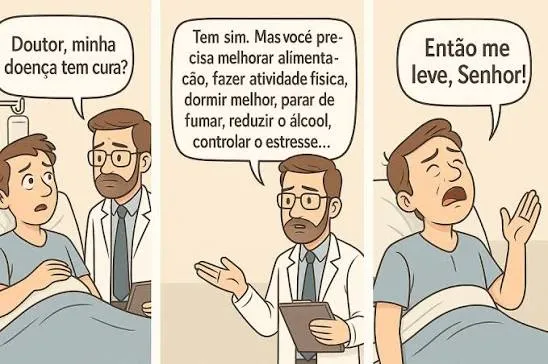 Doutor, minha
doença tem cura?
Tem sim. Mas você pre-
cisa melhorar alimenta-
cão, fazer atividade física,
dormir melhor, parar de
fumar, reduzir o álcool,
controlar o estresse...
Então me
leve, Senhor!